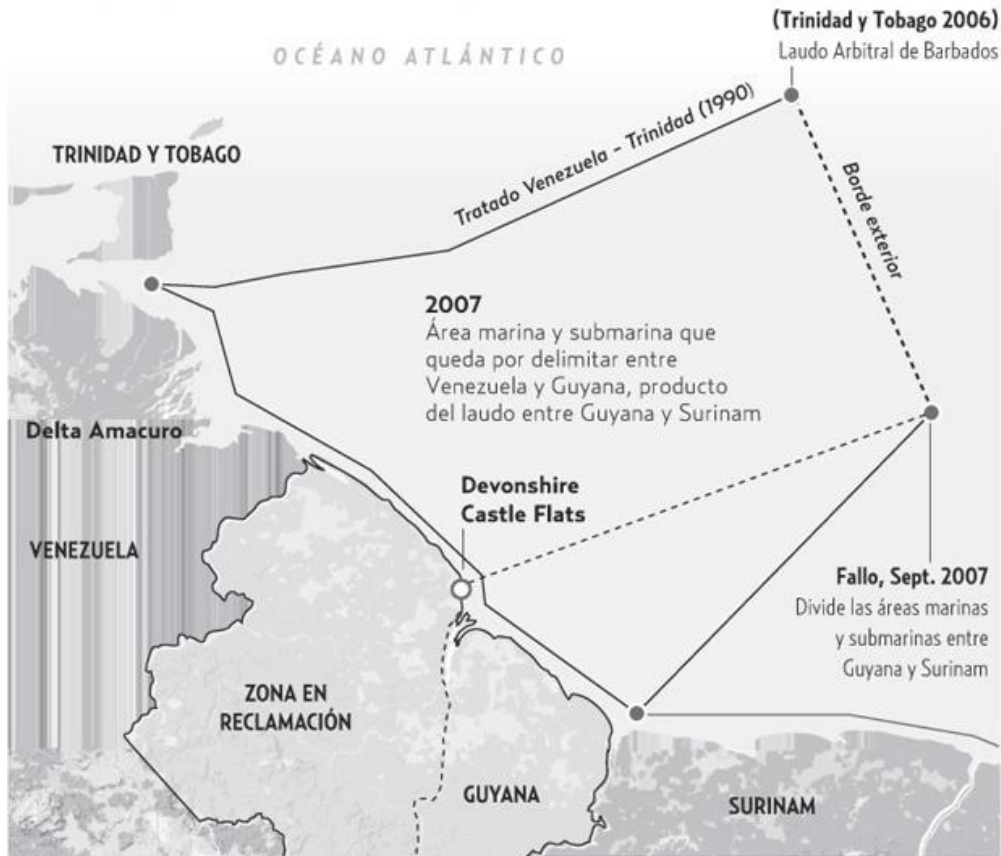 (Trinidad y Tobago 2006)
Laudo Arbitral de Barbados
OCÉANO ATLÁNTICO
TRINIDAD Y TOBAGO
Tratado Venezuela - Trinidad (1990)
Borde exterior
2007
Área marina y submarina que
queda por delimitar entre
Venezuela y Guyana, producto
del laudo entre Guyana y Surinam
Delta Amacuro
Devonshire
Castle Flats
VENEZUELA
Fallo, Sept. 2007
Divide las áreas marinas
y submarinas entre
Guyana y Surinam
ZONA EN
RECLAMACIÓN
GUYANA
SURINAM